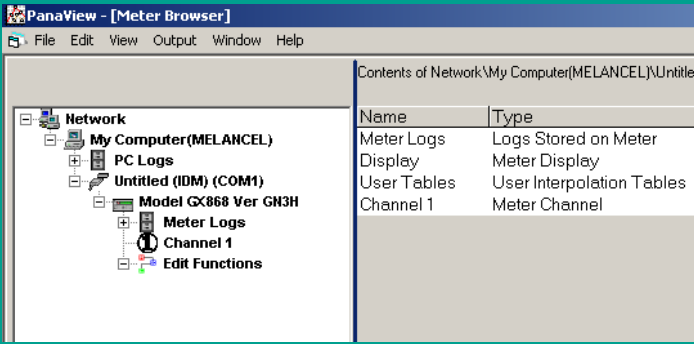 PanaView - [Meter Browser]
File Edit View Output Window Help
Contents of Network\My Computer(MELANCEL)\Untitle
Network
My Computer(MELANCEL)
PC Logs
Untitled (IDM) (COM1)
Model GX868 Ver GN3H
Meter Logs
1 Channel 1
Edit Functions
Name Type
Meter Logs Logs Stored on Meter
Display Meter Display
User Tables User Interpolation Tables
Channel 1 Meter Channel